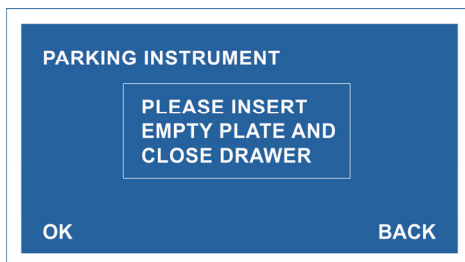 PARKING INSTRUMENT
PLEASE INSERT
EMPTY PLATE AND
CLOSE DRAWER
OK BACK